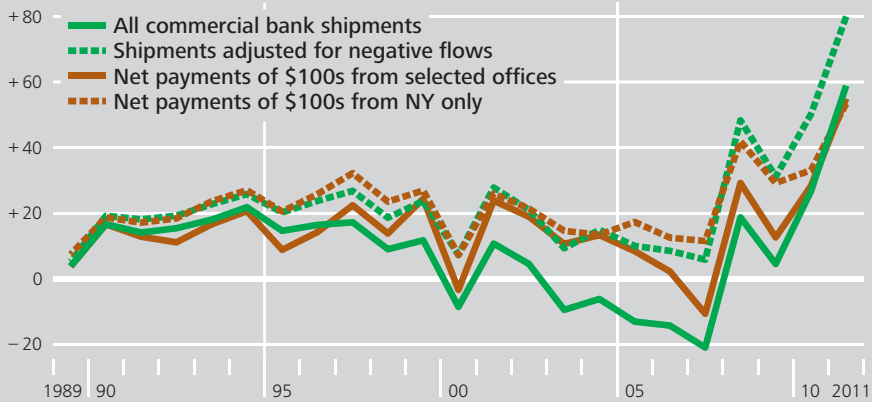 +80
All commercial bank shipments
Shipments adjusted for negative flows
+60
Net payments of $100s from selected offices
Net payments of $100s from NY only
+40
+20
0
−20
1989 90 95 00 05 10 2011